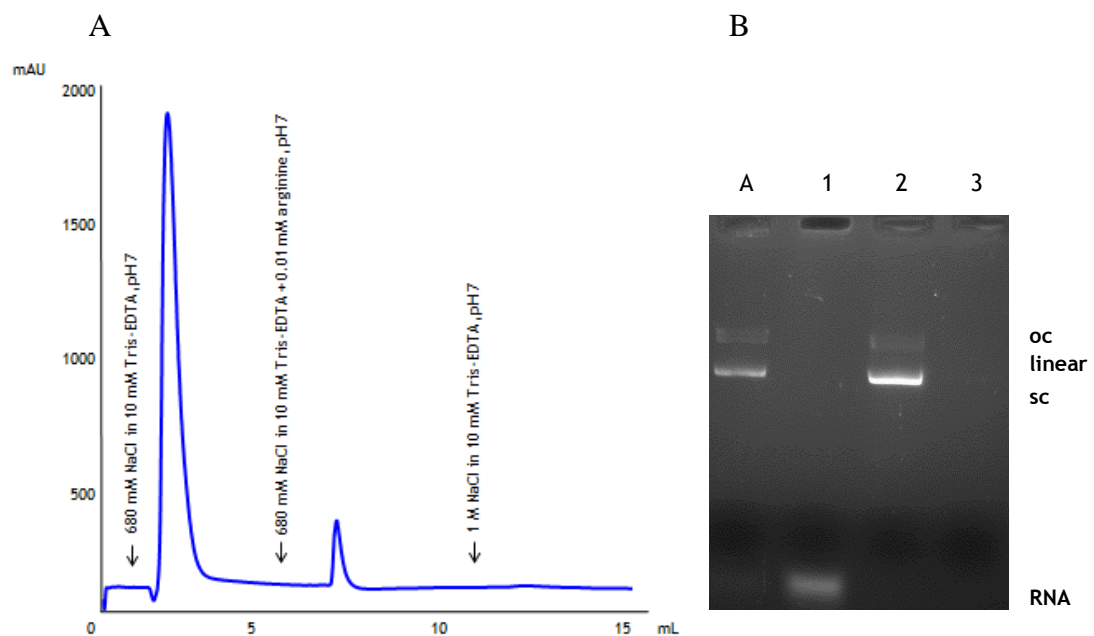 A
mAU
2000
1500
1000
500
0
5
10
15
mL
680 mM NaCl in 10 mM Tris-EDTA, pH7
680 mM NaCl in 10 mM Tris-EDTA + 0.01 mM arginine, pH7
1 M NaCl in 10 mM Tris-EDTA, pH7
B
A 1 2 3
oc
linear
sc
RNA